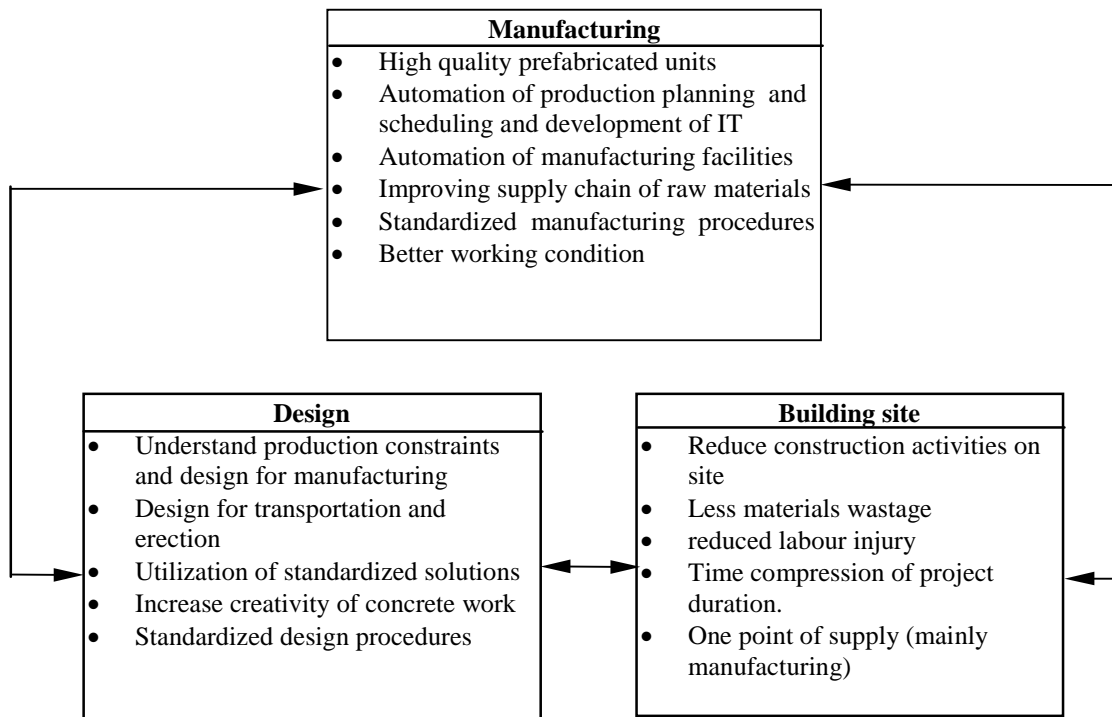 Manufacturing
• High quality prefabricated units
• Automation of production planning and
scheduling and development of IT
• Automation of manufacturing facilities
• Improving supply chain of raw materials
• Standardized manufacturing procedures
• Better working condition
Design
• Understand production constraints
and design for manufacturing
• Design for transportation and
erection
• Utilization of standardized solutions
• Increase creativity of concrete work
• Standardized design procedures
Building site
• Reduce construction activities on
site
• Less materials wastage
• reduced labour injury
• Time compression of project
duration.
• One point of supply (mainly
manufacturing)